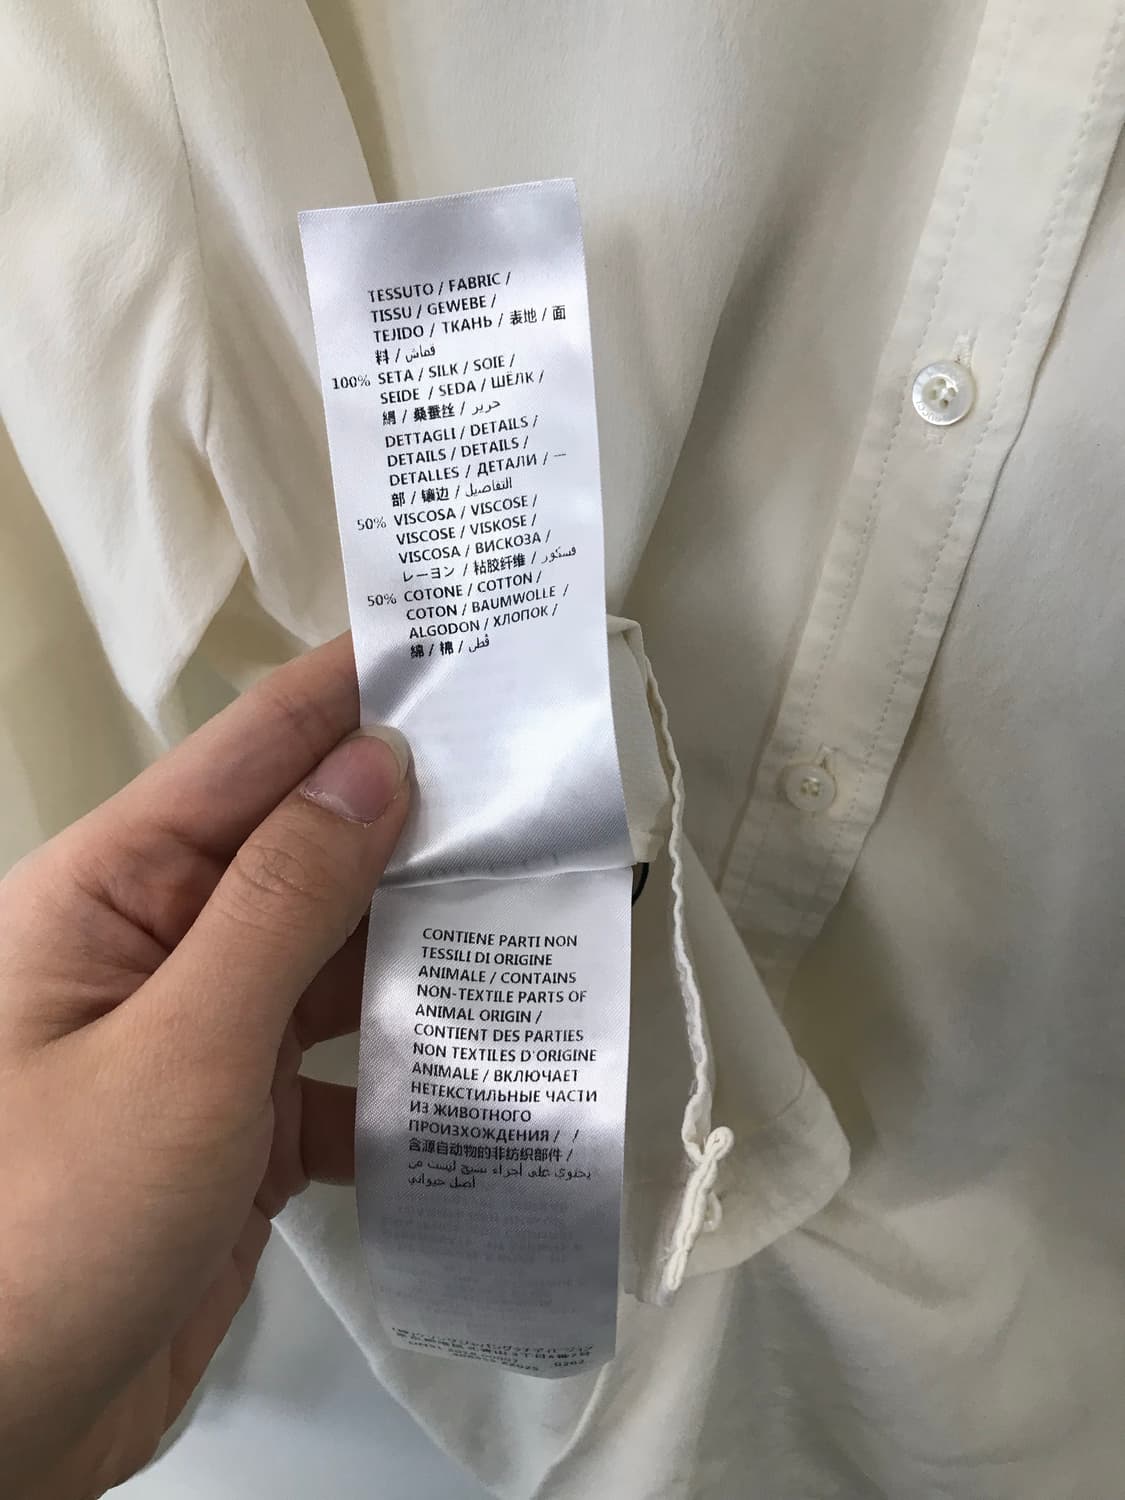 TESSUTO / FABRIC /
TISSU / GEWEBE /
TEJIDO / ТКАНЬ / 表地 / 面
料 / قماش
100% SETA / SILK / SOIE /
SEIDE / SEDA / ШЁЛК /
絹 / 桑蚕丝 / حرير
DETTAGLI / DETAILS /
DETAILS / DETAILS /
DETALLES / ДЕТАЛИ / 一
部 / 镶边 / التفاصيل
50% VISCOSA / VISCOSE /
VISCOSE / VISKOSE /
VISCOSA / ВИСКОЗА /
レーヨン / 粘胶纤维 / فسكور
50% COTONE / COTTON /
COTON / BAUMWOLLE /
ALGODON / ХЛОПОК /
綿 / 棉 / قطن
CONTIENE PARTI NON
TESSILI DI ORIGINE
ANIMALE / CONTAINS
NON-TEXTILE PARTS OF
ANIMAL ORIGIN /
CONTIENT DES PARTIES
NON TEXTILES D'ORIGINE
ANIMALE / ВКЛЮЧАЕТ
НЕТЕКСТИЛЬНЫЕ ЧАСТИ
ИЗ ЖИВОТНОГО
ПРОИЗХОЖДЕНИЯ / /
含源自动物的非纺织部件 /
يحتوي على أجزاء نسيج ليست من
أصل حيواني